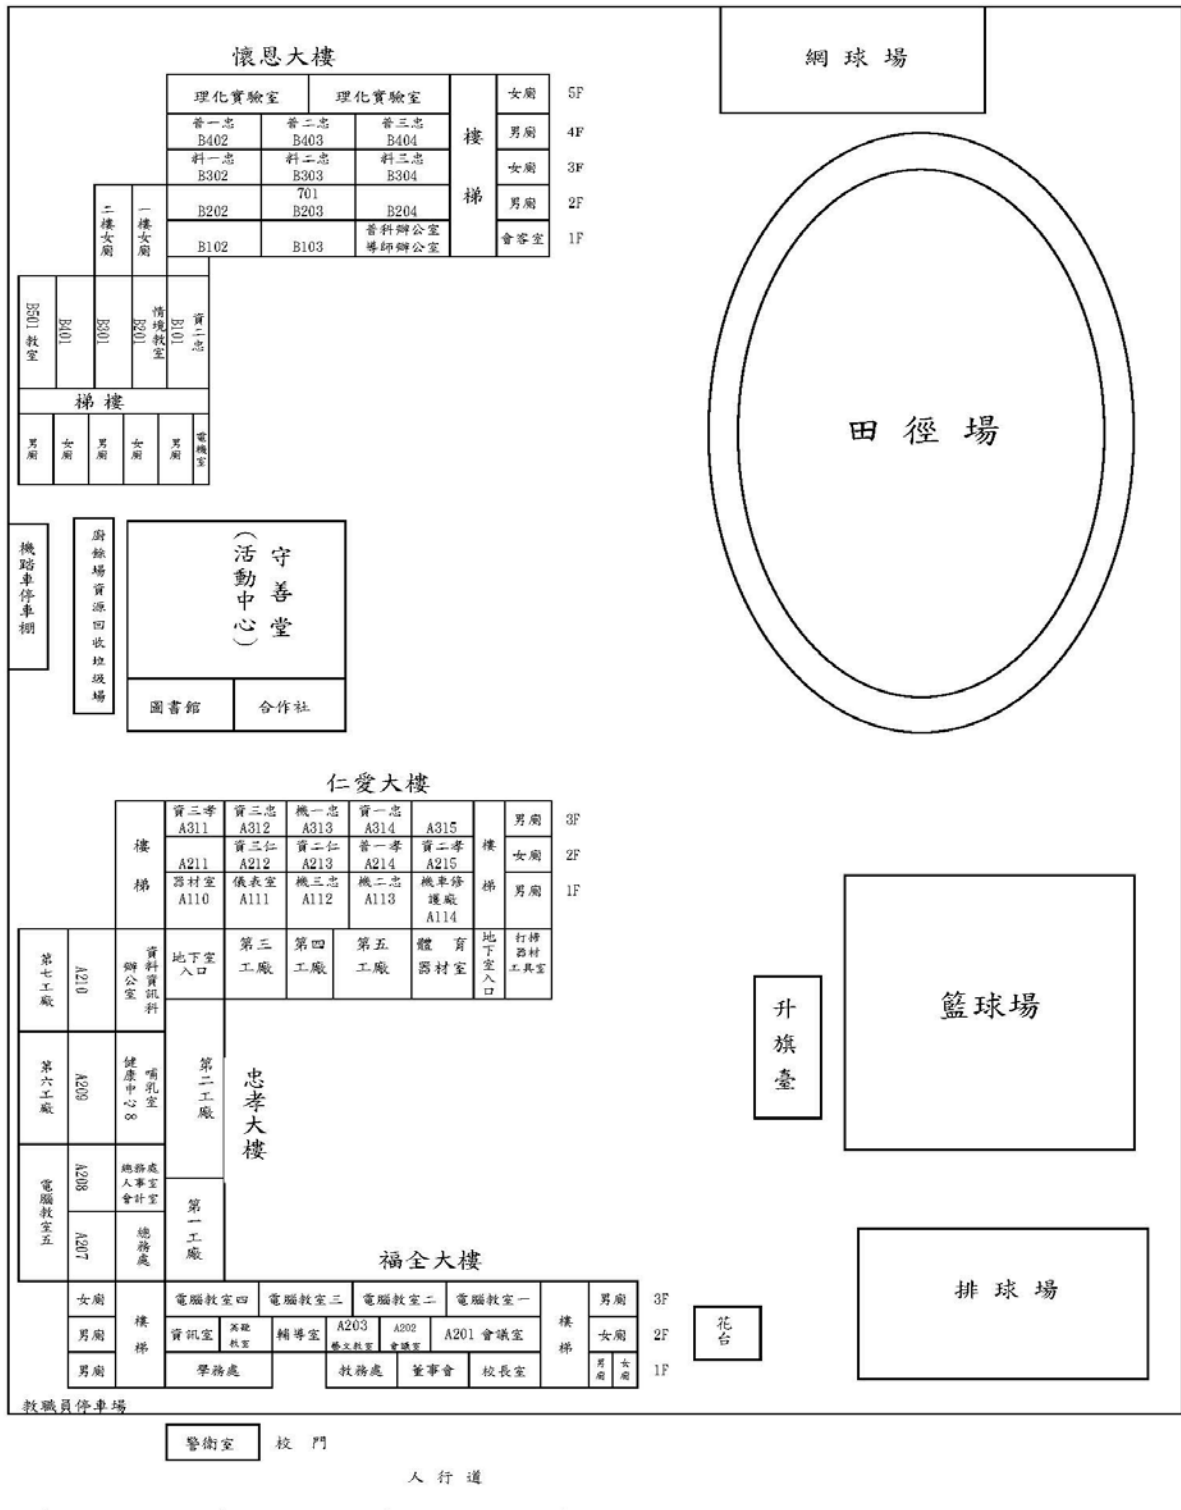 懷恩大樓
網球場
理化實驗室 理化實驗室 女廁 5F
普一忠 普二忠 普三忠
B402 B403 B404 男廁 4F
樓梯
料一忠 料二忠 料三忠
B302 B303 B304 女廁 3F
701
B202 B203 B204 男廁 2F
普科辦公室
B102 B103 導師辦公室 會客室 1F
二樓女廁
一樓女廁
B501教室
B401
B301
情境教室
B201
資二忠
B101
梯樓
男廁 女廁 男廁 女廁 男廁 電機室
田徑場
機踏車停車棚
廚餘場資源回收垃圾場
守善堂
(活動中心)
圖書館 合作社
仁愛大樓
資三孝 資三忠 機一忠 資一忠
A311 A312 A313 A314 A315 男廁 3F
樓梯
樓梯
資三仁 資二仁 普一孝 資二孝
A211 A212 A213 A214 A215 女廁 2F
器材室 儀表室 機三忠 機二忠 機車修
A110 A111 A112 A113 護廠 男廁 1F
A114
第七工廠
A210
資料資訊科
辦公室
地下室
入口
第三
工廠
第四
工廠
第五
工廠
體育
器材室
地下室入口
打掃
器材
工具室
升旗臺
籃球場
第六工廠
A209
哺乳室
健康中心&
第二工廠
忠孝大樓
電腦教室五
A208
總務處
人事室
會計室
A207
總務處
第一工廠
福全大樓
排球場
女廁 電腦教室四 電腦教室三 電腦教室二 電腦教室一 男廁 3F
樓梯
樓梯
男廁 資訊室 輔導室 A203 A202 A201 會議室 女廁 2F
教室 藝文教室 會議室
男廁 學務處 教務處 董事會 校長室 男廁 女廁 1F
花台
教職員停車場
警衛室 校門
人行道